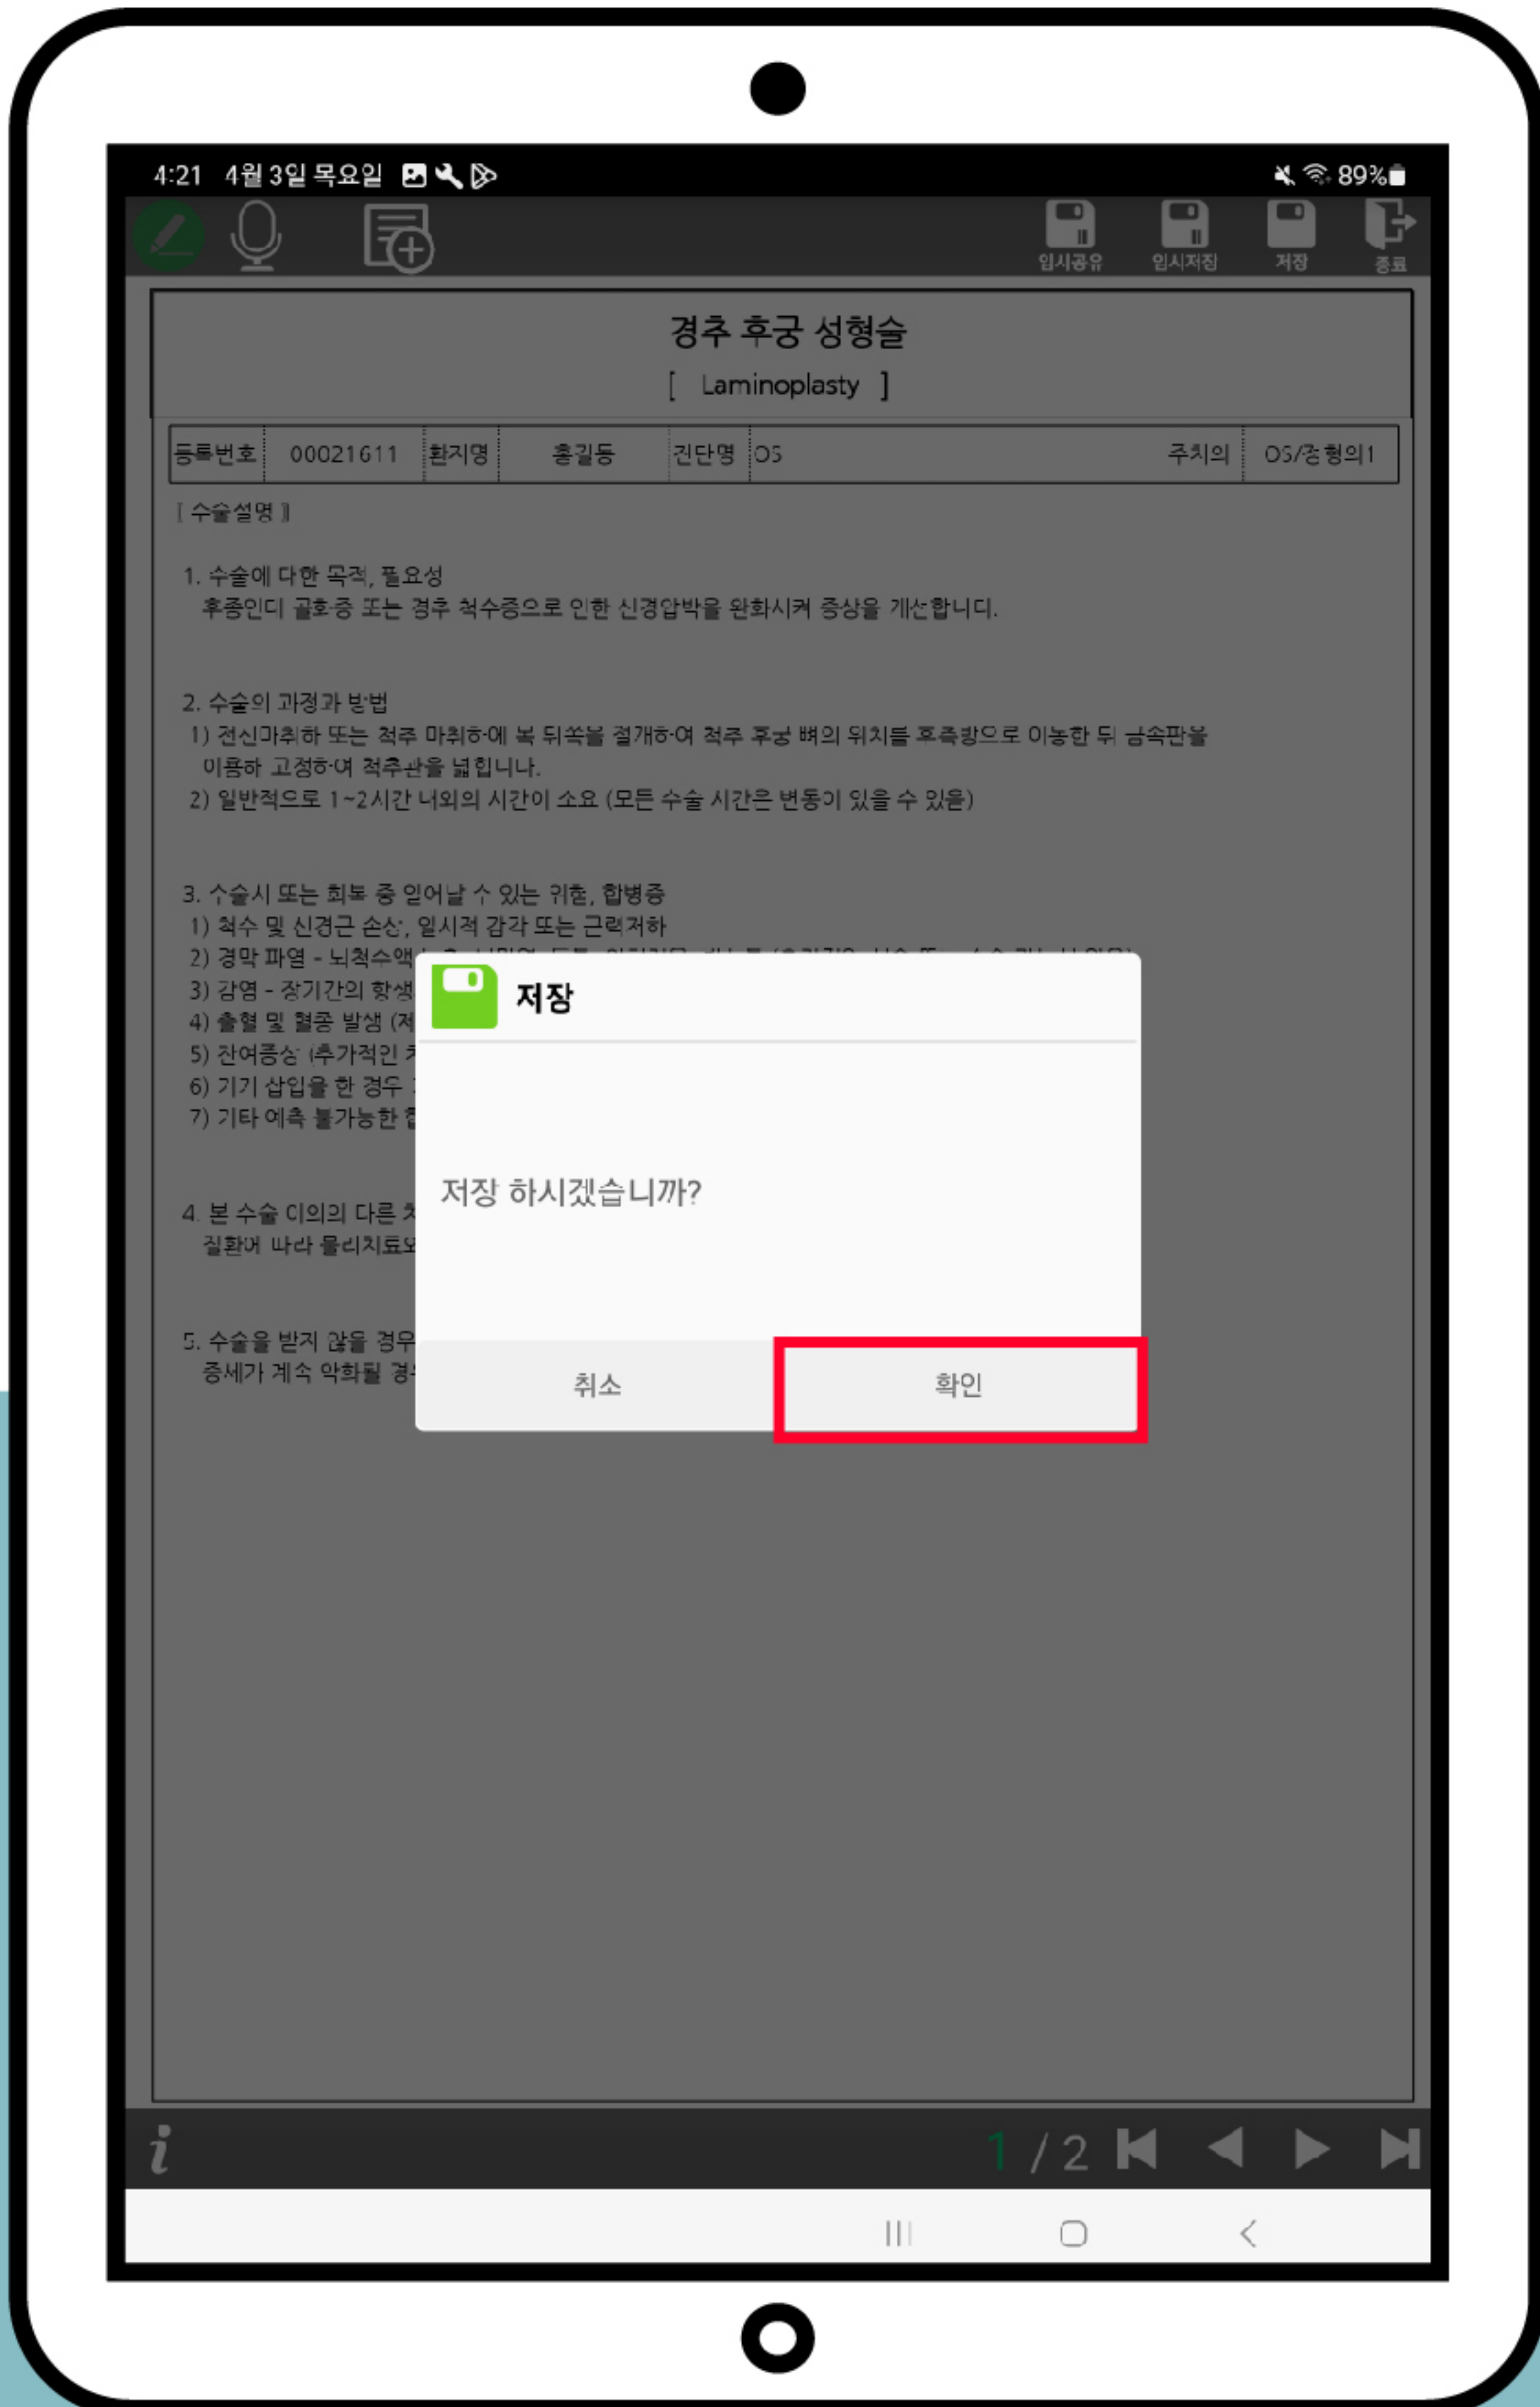 4:21 4월 3일 목요일 89%
임시공유 임시저장 저장 종료
경추 후궁 성형술
[ Laminoplasty ]
등록번호 00021611 환자명 홍길동 진단명 OS 주치의 OS/정형의1
[ 수술설명 ]
1. 수술에 대한 목적, 필요성
후종인대 골화증 또는 경추 척수증으로 인한 신경압박을 완화시켜 증상을 개선합니다.
2. 수술의 과정과 방법
1) 전신마취하 또는 척추 마취하에 목 뒤쪽을 절개하여 척추 후궁 뼈의 위치를 후측방으로 이동한 뒤 금속판을
이용해 고정하여 척추관을 넓힙니다.
2) 일반적으로 1~2시간 내외의 시간이 소요 (모든 수술 시간은 변동이 있을 수 있음)
3. 수술시 또는 회복 중 일어날 수 있는 위험, 합병증
1) 척수 및 신경근 손상, 일시적 감각 또는 근력저하
2) 경막 파열 - 뇌척수액
3) 감염 - 장기간의 항생
4) 출혈 및 혈종 발생
5) 잔여증상 (추가적인
6) 기기 삽입을 한 경우
7) 기타 예측 불가능한
4. 본 수술 이외의 다른
질환에 따라 물리치료와
5. 수술을 받지 않을 경우
증세가 계속 악화될
저장
저장 하시겠습니까?
취소 확인
i 1 / 2